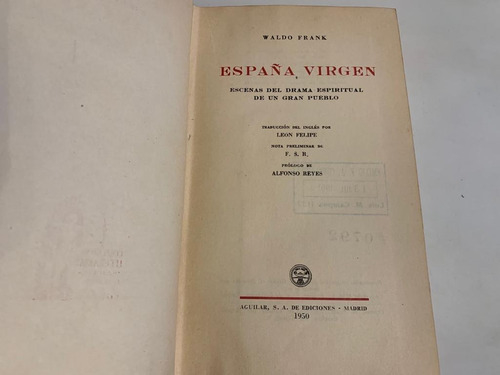 WALDO FRANK
ESPAÑA VIRGEN
ESCENAS DEL DRAMA ESPIRITUAL
DE UN GRAN PUEBLO
TRADUCCIÓN DEL INGLÉS POR
LEON FELIPE
NOTA PRELIMINAR DE
F. S. R.
PRÓLOGO DE
ALFONSO REYES
AGUILAR, S. A. DE EDICIONES - MADRID
1950